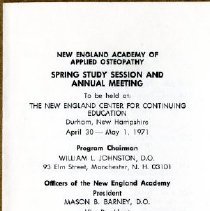 NEW ENGLAND ACADEMY OF
APPLIED OSTEOPATHY
SPRING STUDY SESSION AND
ANNUAL MEETING
To be held at:
THE NEW ENGLAND CENTER FOR CONTINUING
EDUCATION
Durham, New Hampshire
April 30—May 1, 1971
Program Chairman
WILLIAM L. JOHNSTON, D.O.
93 Elm Street, Manchester, N. H. 03101
Officers of the New England Academy
President
MASON B. BARNEY, D.O.